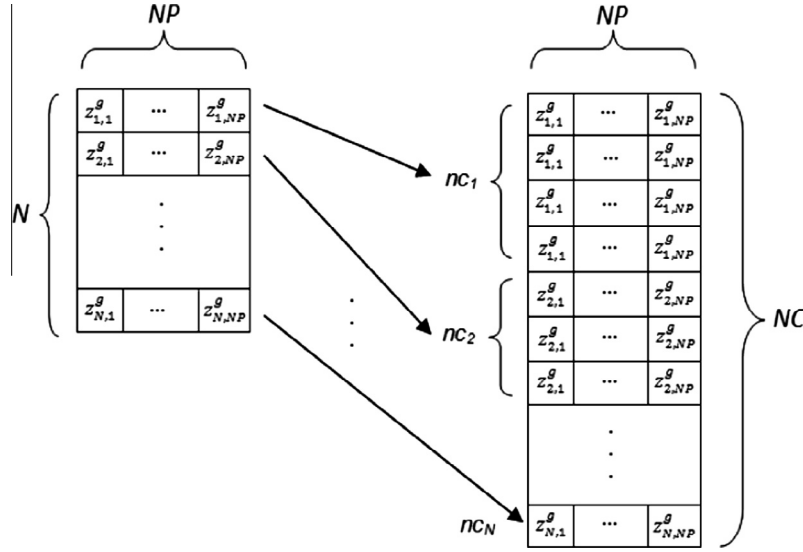 NP
N
z^g_{1,1} ... z^g_{1,NP}
z^g_{2,1} ... z^g_{2,NP}
z^g_{N,1} ... z^g_{N,NP}
NP
nc_1
z^g_{1,1} ... z^g_{1,NP}
z^g_{1,1} ... z^g_{1,NP}
z^g_{1,1} ... z^g_{1,NP}
z^g_{1,1} ... z^g_{1,NP}
nc_2
z^g_{2,1} ... z^g_{2,NP}
z^g_{2,1} ... z^g_{2,NP}
z^g_{2,1} ... z^g_{2,NP}
nc_N
z^g_{N,1} ... z^g_{N,NP}
NC